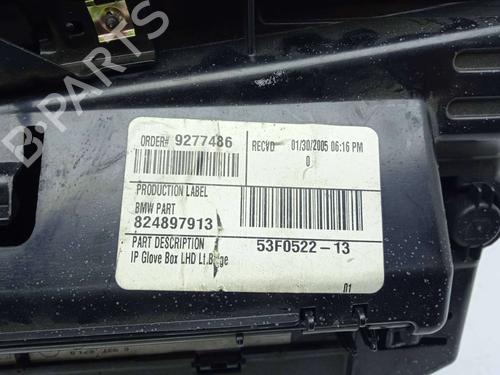 B-PARTS
ORDER# 9277486
RECVD 01/30/2005 06:16 PM
0
PRODUCTION LABEL
BMW PART
824897913
PART DESCRIPTION
53F0522-13
IP Glove Box LHD Lt.Beige
01